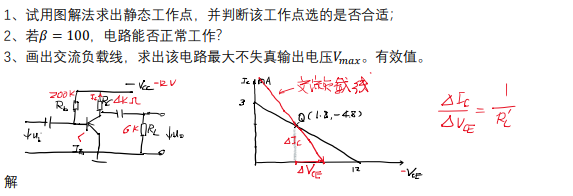 1、试用图解法求出静态工作点，并判断该工作点选的是否合适；
2、若β = 100，电路能否正常工作？
3、画出交流负载线，求出该电路最大不失真输出电压Vmax。有效值。
-Vcc -12V
200K
Rb
Rc 4KΩ
6K RL
ui
uo
交流负载线
3
Q(1.8, -4.8)
ΔIc
ΔVCE
12
-VCE
ΔIc / ΔVCE = 1 / RL'
解